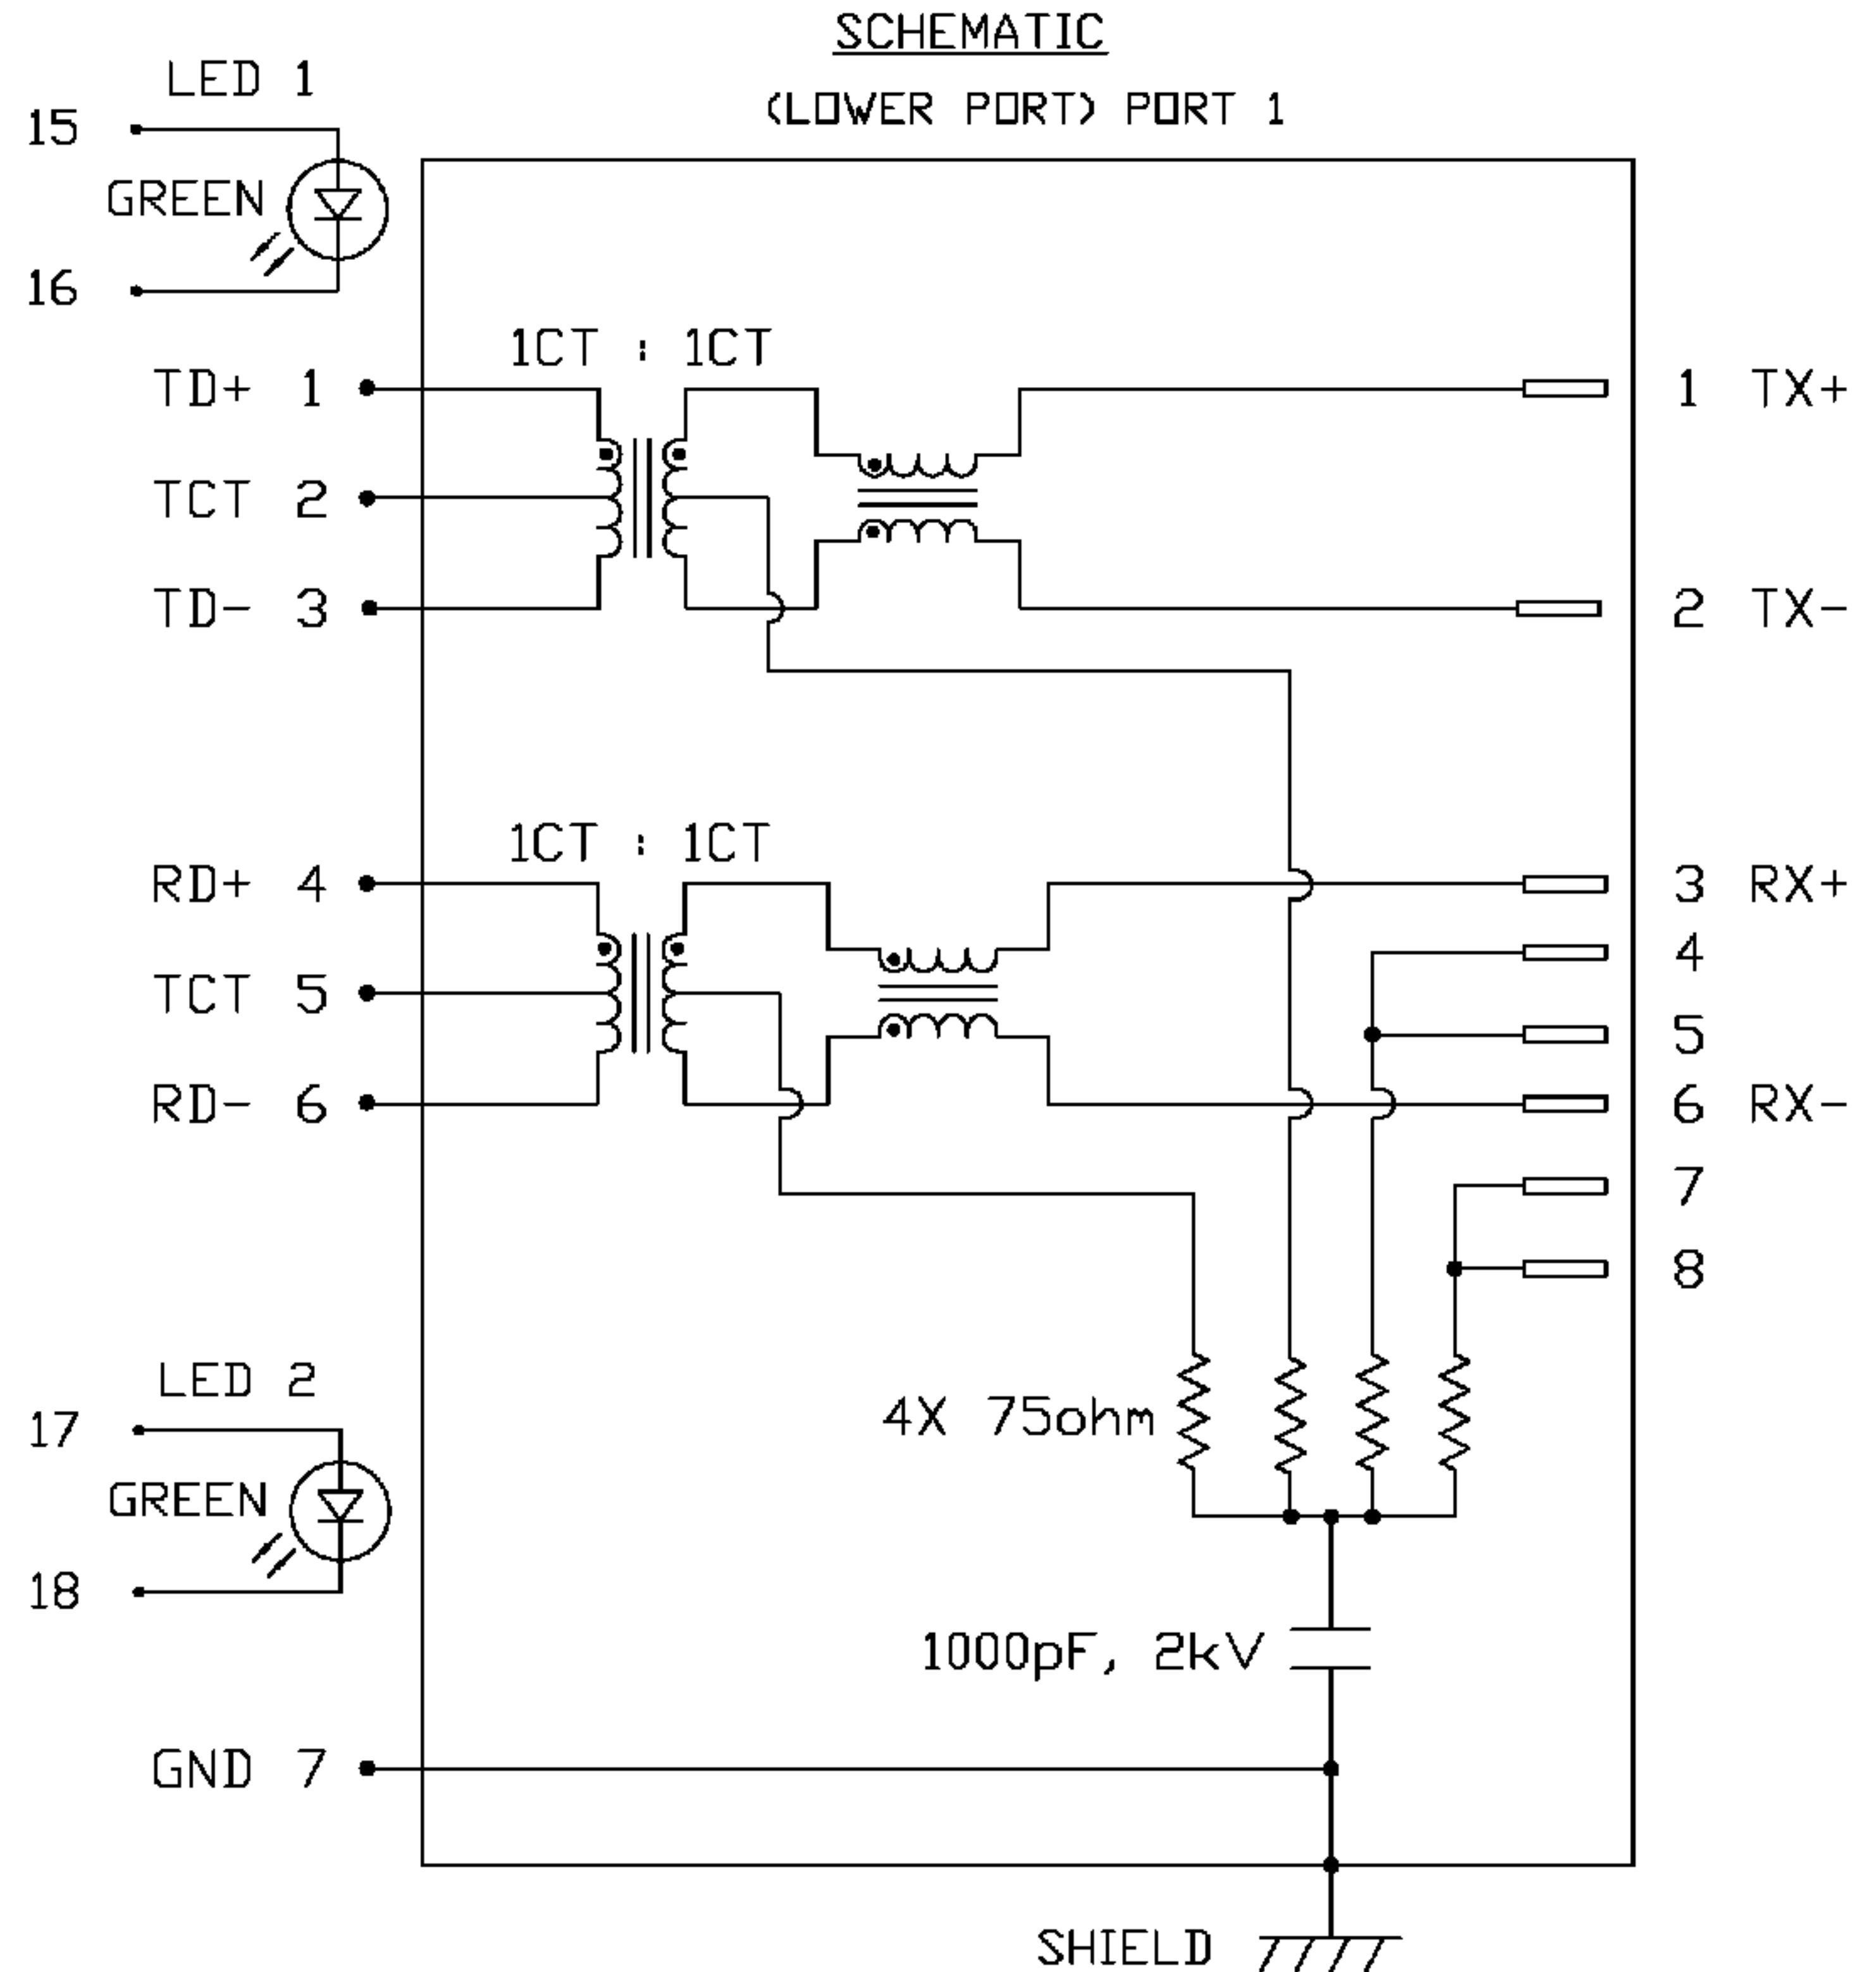 SCHEMATIC
(LOWER PORT) PORT 1
LED 1
15
GREEN
16
1CT : 1CT
TD+ 1
1 TX+
TCT 2
TD- 3
2 TX-
1CT : 1CT
RD+ 4
3 RX+
4
TCT 5
5
RD- 6
6 RX-
7
8
LED 2
17
4X 75ohm
GREEN
18
1000pF, 2kV
GND 7
SHIELD